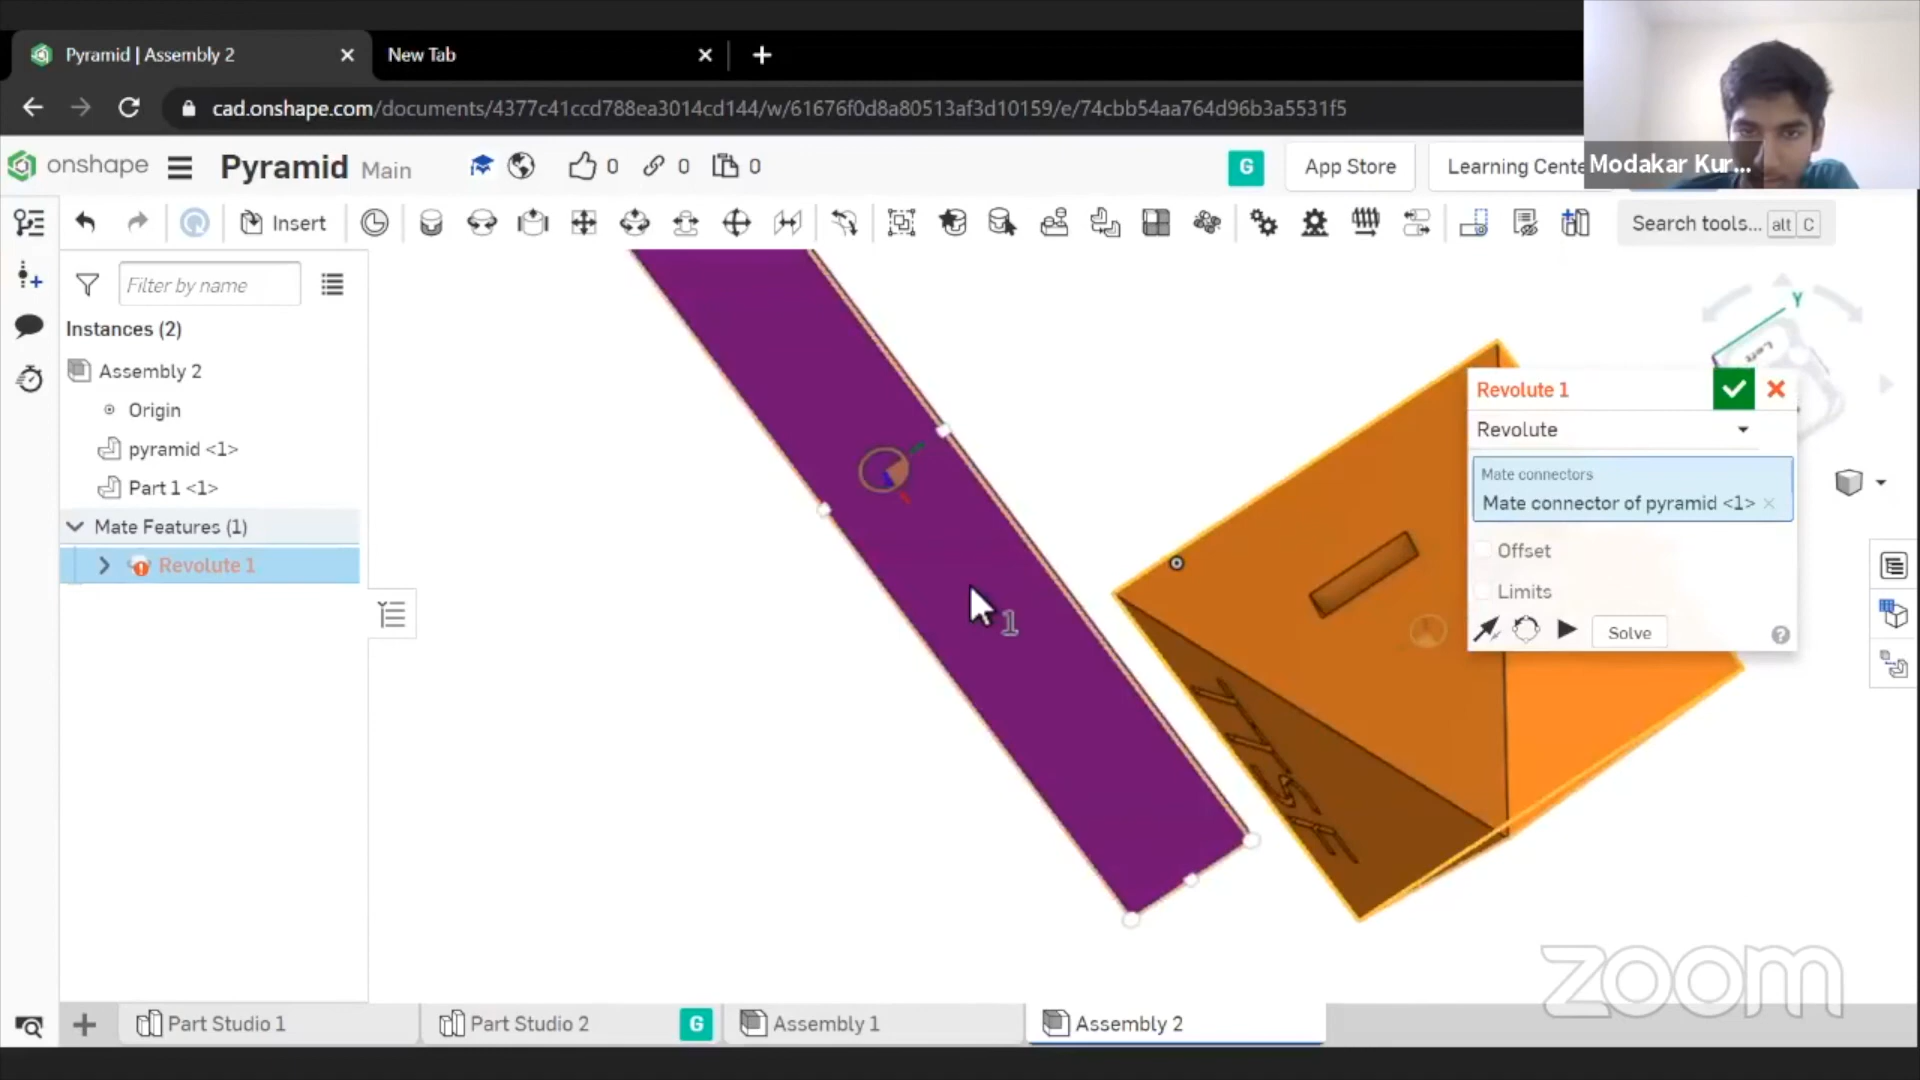 Pyramid | Assembly 2
New Tab
cad.onshape.com/documents/4377c41ccd788ea3014cd144/w/61676f0d8a80513af3d10159/e/74cbb54aa764d96b3a5531f5
onshape Pyramid Main 0 0 0 G App Store Learning Cente
Modakar Kur...
Insert
Search tools... alt C
Filter by name
Instances (2)
Assembly 2
Origin
pyramid <1>
Part 1 <1>
Mate Features (1)
Revolute 1
1
Y
Left
Revolute 1
Revolute
Mate connectors
Mate connector of pyramid <1>
Offset
Limits
Solve
zoom
Part Studio 1
Part Studio 2
G
Assembly 1
Assembly 2